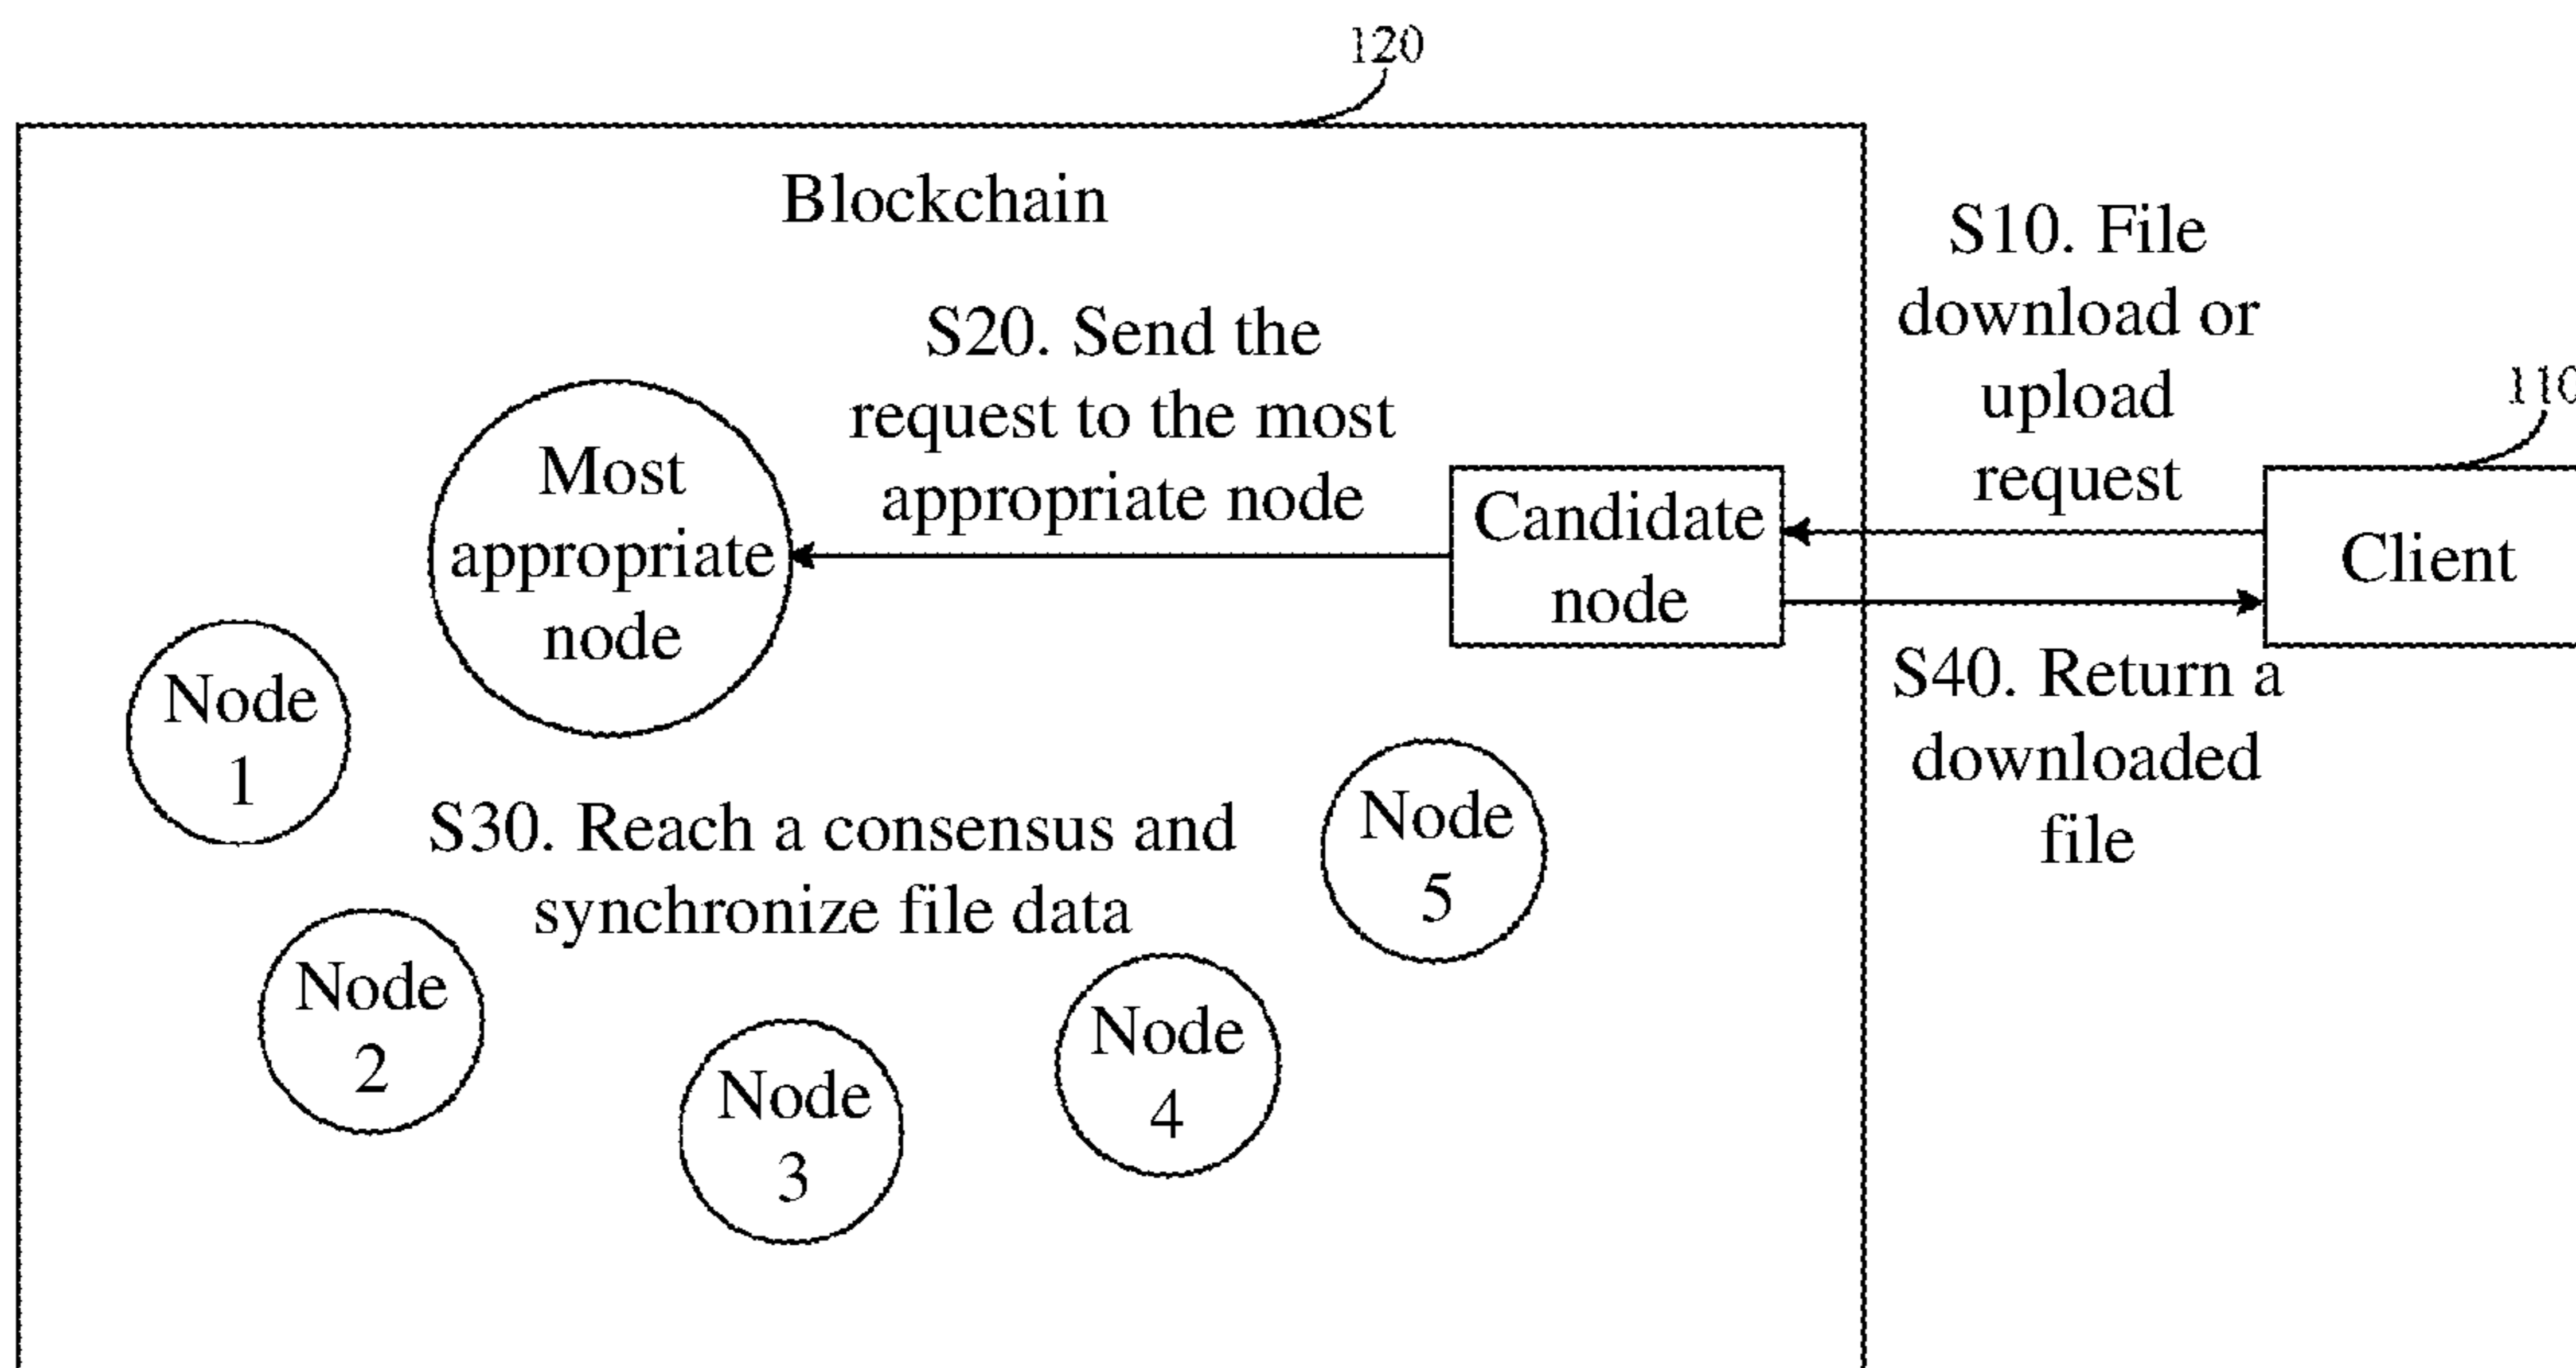 120
Blockchain
S10. File
download or
upload
request
S20. Send the
request to the most
appropriate node
110
Most
appropriate
node
Candidate
node
Client
S40. Return a
downloaded
file
Node
1
S30. Reach a consensus and
synchronize file data
Node
5
Node
2
Node
3
Node
4